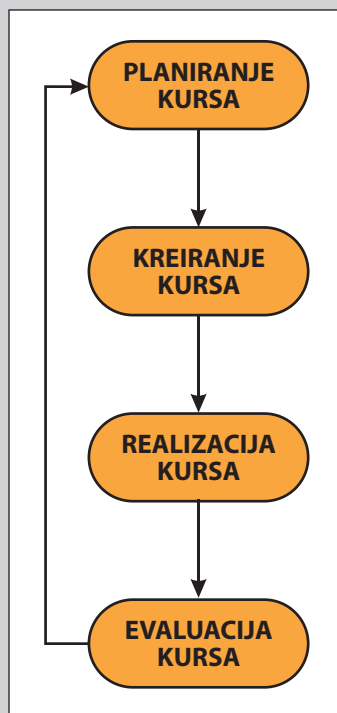 PLANIRANJE
KURSA
KREIRANJE
KURSA
REALIZACIJA
KURSA
EVALUACIJA
KURSA